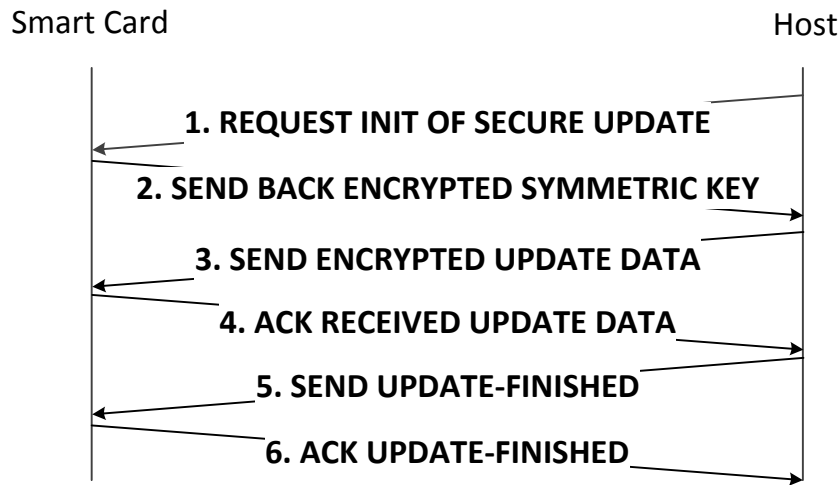 Smart Card
Host
1. REQUEST INIT OF SECURE UPDATE
2. SEND BACK ENCRYPTED SYMMETRIC KEY
3. SEND ENCRYPTED UPDATE DATA
4. ACK RECEIVED UPDATE DATA
5. SEND UPDATE-FINISHED
6. ACK UPDATE-FINISHED